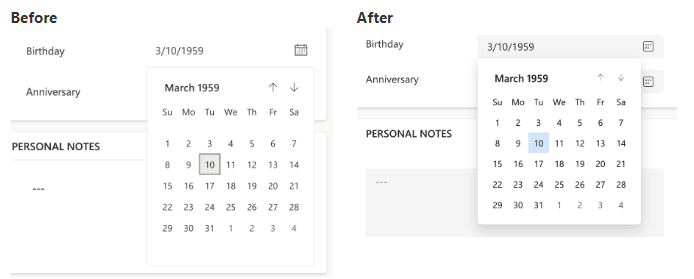 Before
Birthday 3/10/1959
Anniversary
March 1959
Su Mo Tu We Th Fr Sa
1 2 3 4 5 6 7
8 9 10 11 12 13 14
15 16 17 18 19 20 21
22 23 24 25 26 27 28
29 30 31 1 2 3 4
PERSONAL NOTES
---
After
Birthday 3/10/1959
Anniversary
March 1959
Su Mo Tu We Th Fr Sa
1 2 3 4 5 6 7
8 9 10 11 12 13 14
15 16 17 18 19 20 21
22 23 24 25 26 27 28
29 30 31 1 2 3 4
PERSONAL NOTES
---